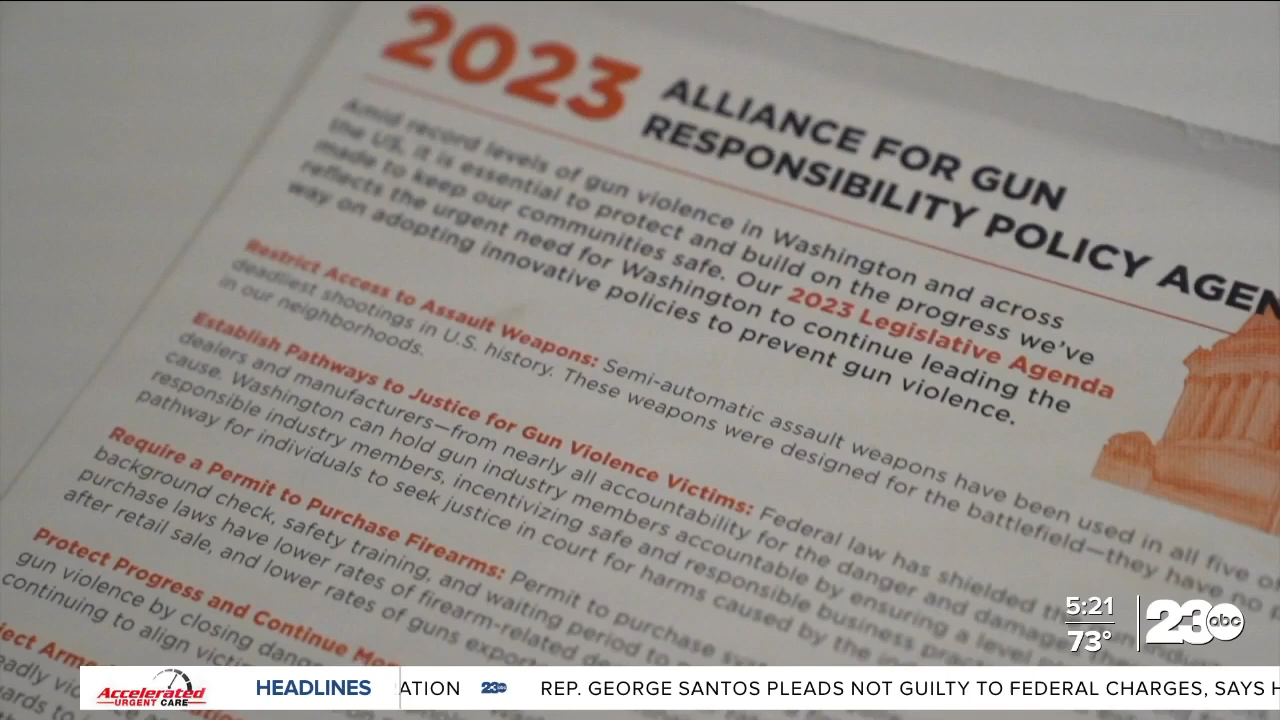 2023
ALLIANCE FOR GUN
RESPONSIBILITY POLICY AGEN
Amid record levels of gun violence in Washington and across
the US, it is essential to protect and build on the progress we've
made to keep our communities safe. Our 2023 Legislative Agenda
reflects the urgent need for Washington to continue leading the
way on adopting innovative policies to prevent gun violence.
Restrict Access to Assault Weapons: Semi-automatic assault weapons have been used in all five o
deadliest shootings in U.S. history. These weapons were designed for the battlefield—they have no
in our neighborhoods.
Establish Pathways to Justice for Gun Violence Victims: Federal law has shielded
dealers and manufacturers—from nearly all accountability for the danger and damage
cause. Washington can hold gun industry members accountable by ensuring a level
responsible industry members, incentivizing safe and responsible business
pathway for individuals to seek justice in court for harms caused by the
Require a Permit to Purchase Firearms: Permit to purchase
background check, safety training, and waiting period to
purchase laws have lower rates of firearm related
after retail sale, and lower rates of guns
Protect Progress and Continue
gun violence by closing
continuing to align
5:21
73°
23 abc
Accelerated
URGENT CARE
HEADLINES
ATION 23 REP. GEORGE SANTOS PLEADS NOT GUILTY TO FEDERAL CHARGES, SAYS H